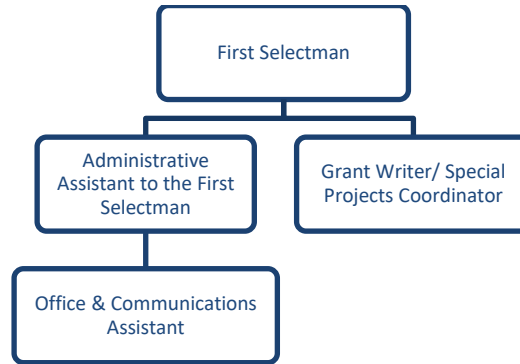 First Selectman
Administrative
Assistant to the First
Selectman
Grant Writer/ Special
Projects Coordinator
Office & Communications
Assistant